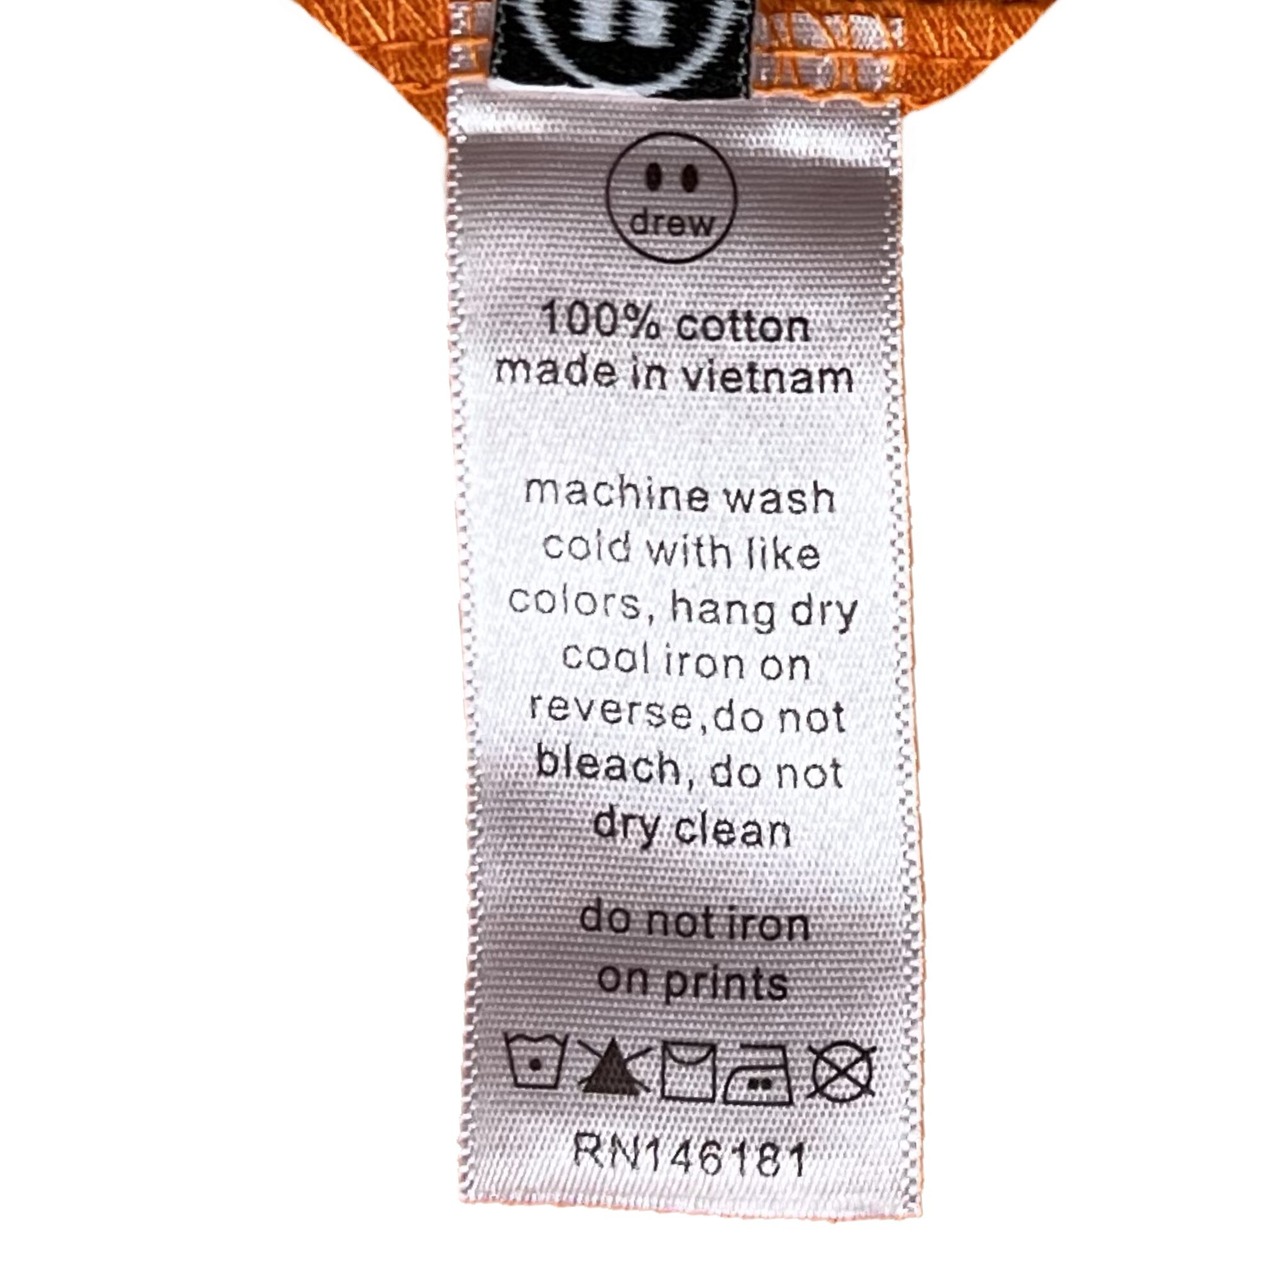 drew
100% cotton
made in vietnam
machine wash
cold with like
colors, hang dry
cool iron on
reverse,do not
bleach, do not
dry clean
do not iron
on prints
RN146181